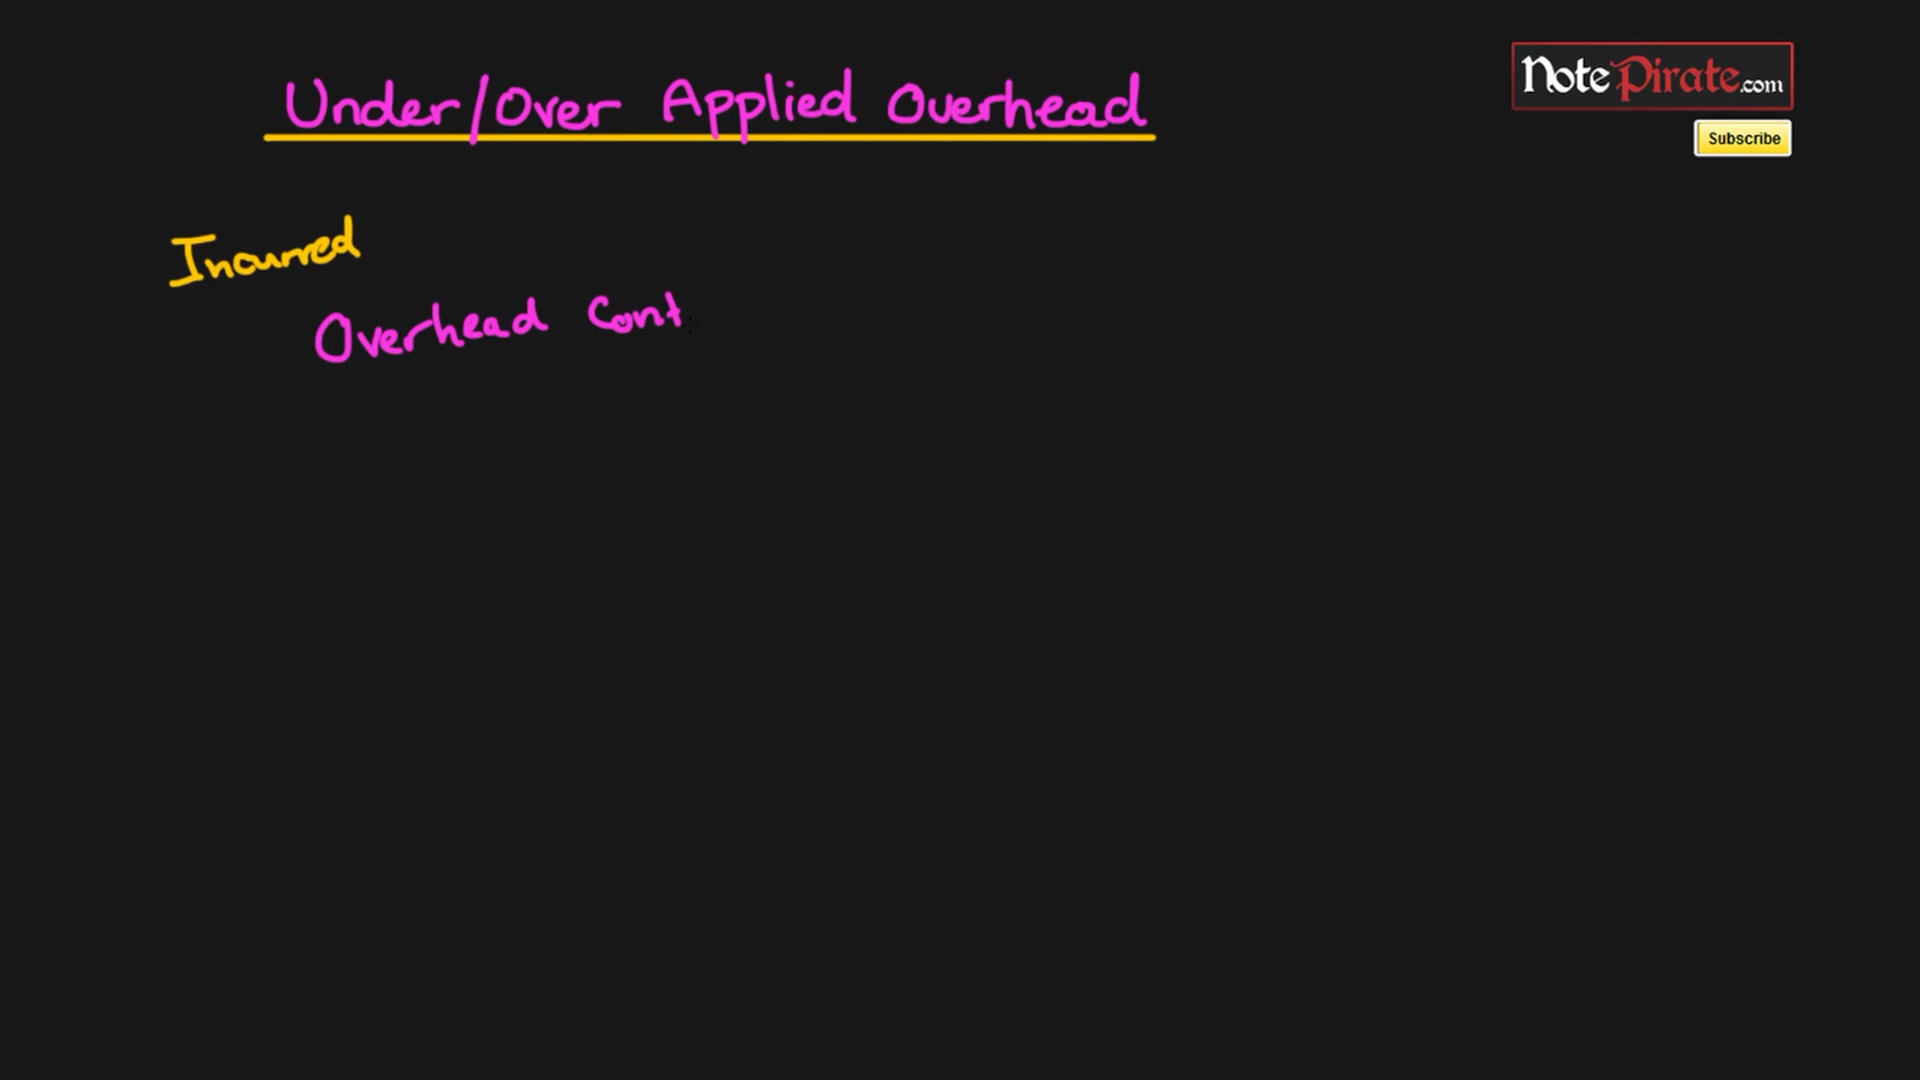 Under/Over Applied Overhead
NotePirate.com
Subscribe
Incurred
Overhead Cont